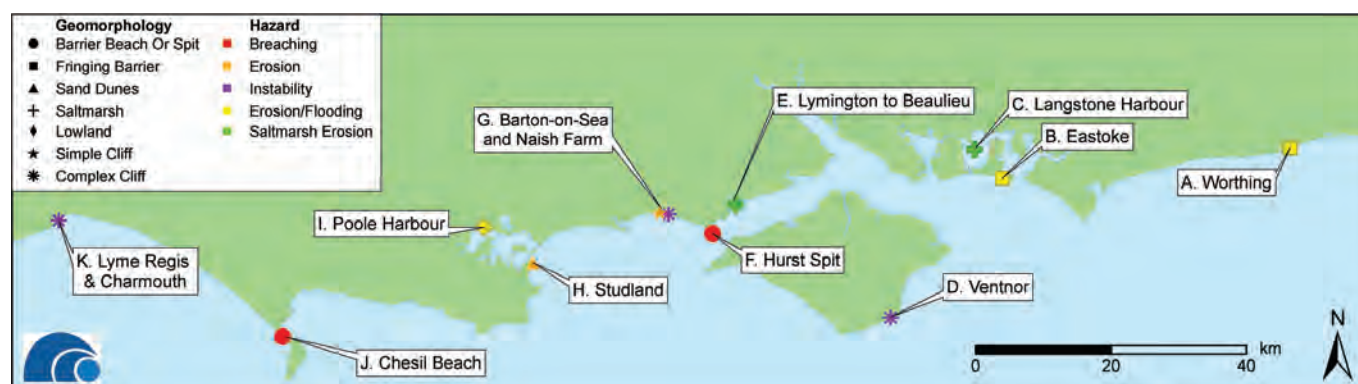 Geomorphology
Barrier Beach Or Spit
Fringing Barrier
Sand Dunes
Saltmarsh
Lowland
Simple Cliff
Complex Cliff
Hazard
Breaching
Erosion
Instability
Erosion/Flooding
Saltmarsh Erosion
G. Barton-on-Sea
and Naish Farm
E. Lymington to Beaulieu
C. Langstone Harbour
B. Eastoke
A. Worthing
I. Poole Harbour
K. Lyme Regis
& Charmouth
H. Studland
F. Hurst Spit
D. Ventnor
J. Chesil Beach
N
km
0 20 40